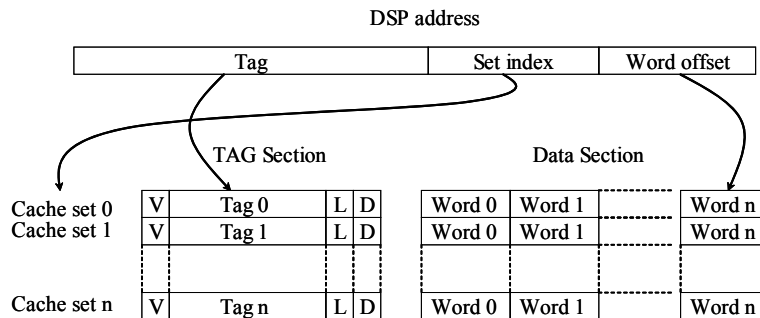 DSP address
Tag Set index Word offset
TAG Section Data Section
Cache set 0 V Tag 0 L D Word 0 Word 1 Word n
Cache set 1 V Tag 1 L D Word 0 Word 1 Word n
Cache set n V Tag n L D Word 0 Word 1 Word n